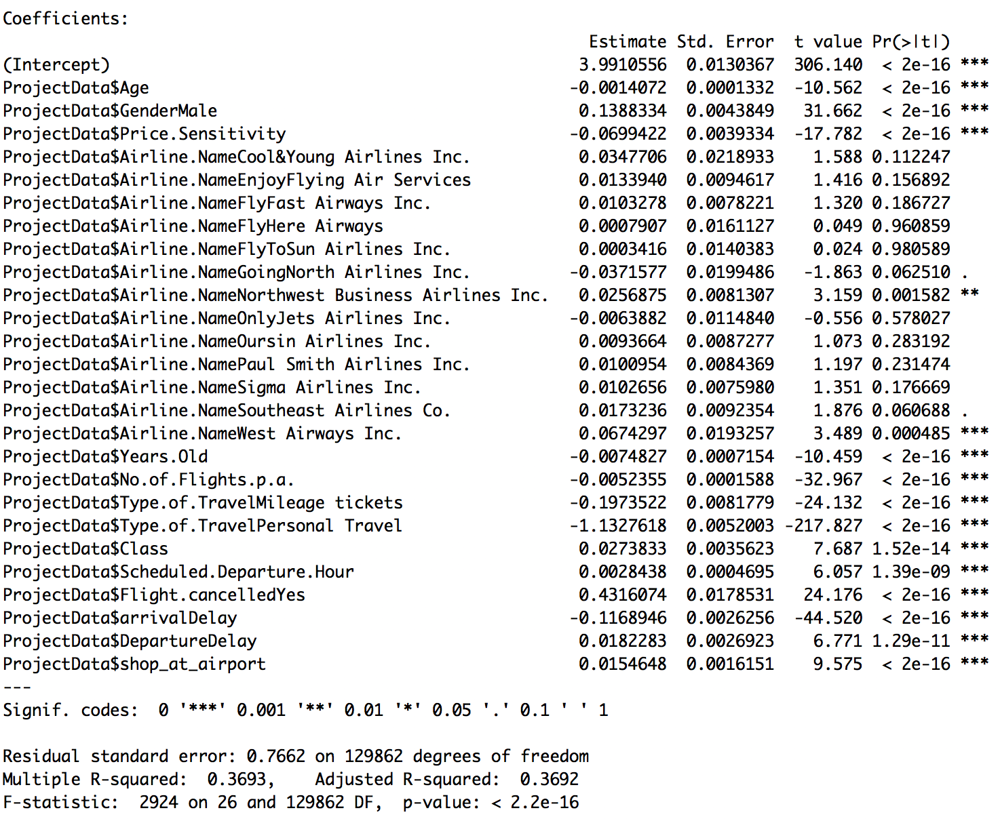 Coefficients:
Estimate Std. Error t value Pr(>|t|)
(Intercept) 3.9910556 0.0130367 306.140 < 2e-16 ***
ProjectData$Age -0.0014072 0.0001332 -10.562 < 2e-16 ***
ProjectData$GenderMale 0.1388334 0.0043849 31.662 < 2e-16 ***
ProjectData$Price.Sensitivity -0.0699422 0.0039334 -17.782 < 2e-16 ***
ProjectData$Airline.NameCool&Young Airlines Inc. 0.0347706 0.0218933 1.588 0.112247
ProjectData$Airline.NameEnjoyFlying Air Services 0.0133940 0.0094617 1.416 0.156892
ProjectData$Airline.NameFlyFast Airways Inc. 0.0103278 0.0078221 1.320 0.186727
ProjectData$Airline.NameFlyHere Airways 0.0007907 0.0161127 0.049 0.960859
ProjectData$Airline.NameFlyToSun Airlines Inc. 0.0003416 0.0140383 0.024 0.980589
ProjectData$Airline.NameGoingNorth Airlines Inc. -0.0371577 0.0199486 -1.863 0.062510 .
ProjectData$Airline.NameNorthwest Business Airlines Inc. 0.0256875 0.0081307 3.159 0.001582 **
ProjectData$Airline.NameOnlyJets Airlines Inc. -0.0063882 0.0114840 -0.556 0.578027
ProjectData$Airline.NameOursin Airlines Inc. 0.0093664 0.0087277 1.073 0.283192
ProjectData$Airline.NamePaul Smith Airlines Inc. 0.0100954 0.0084369 1.197 0.231474
ProjectData$Airline.NameSigma Airlines Inc. 0.0102656 0.0075980 1.351 0.176669
ProjectData$Airline.NameSoutheast Airlines Co. 0.0173236 0.0092354 1.876 0.060688 .
ProjectData$Airline.NameWest Airways Inc. 0.0674297 0.0193257 3.489 0.000485 ***
ProjectData$Years.Old -0.0074827 0.0007154 -10.459 < 2e-16 ***
ProjectData$No.of.Flights.p.a. -0.0052355 0.0001588 -32.967 < 2e-16 ***
ProjectData$Type.of.TravelMileage tickets -0.1973522 0.0081779 -24.132 < 2e-16 ***
ProjectData$Type.of.TravelPersonal Travel -1.1327618 0.0052003 -217.827 < 2e-16 ***
ProjectData$Class 0.0273833 0.0035623 7.687 1.52e-14 ***
ProjectData$Scheduled.Departure.Hour 0.0028438 0.0004695 6.057 1.39e-09 ***
ProjectData$Flight.cancelledYes 0.4316074 0.0178531 24.176 < 2e-16 ***
ProjectData$arrivalDelay -0.1168946 0.0026256 -44.520 < 2e-16 ***
ProjectData$DepartureDelay 0.0182283 0.0026923 6.771 1.29e-11 ***
ProjectData$shop_at_airport 0.0154648 0.0016151 9.575 < 2e-16 ***
---
Signif. codes: 0 '***' 0.001 '**' 0.01 '*' 0.05 '.' 0.1 ' ' 1
Residual standard error: 0.7662 on 129862 degrees of freedom
Multiple R-squared: 0.3693, Adjusted R-squared: 0.3692
F-statistic: 2924 on 26 and 129862 DF, p-value: < 2.2e-16